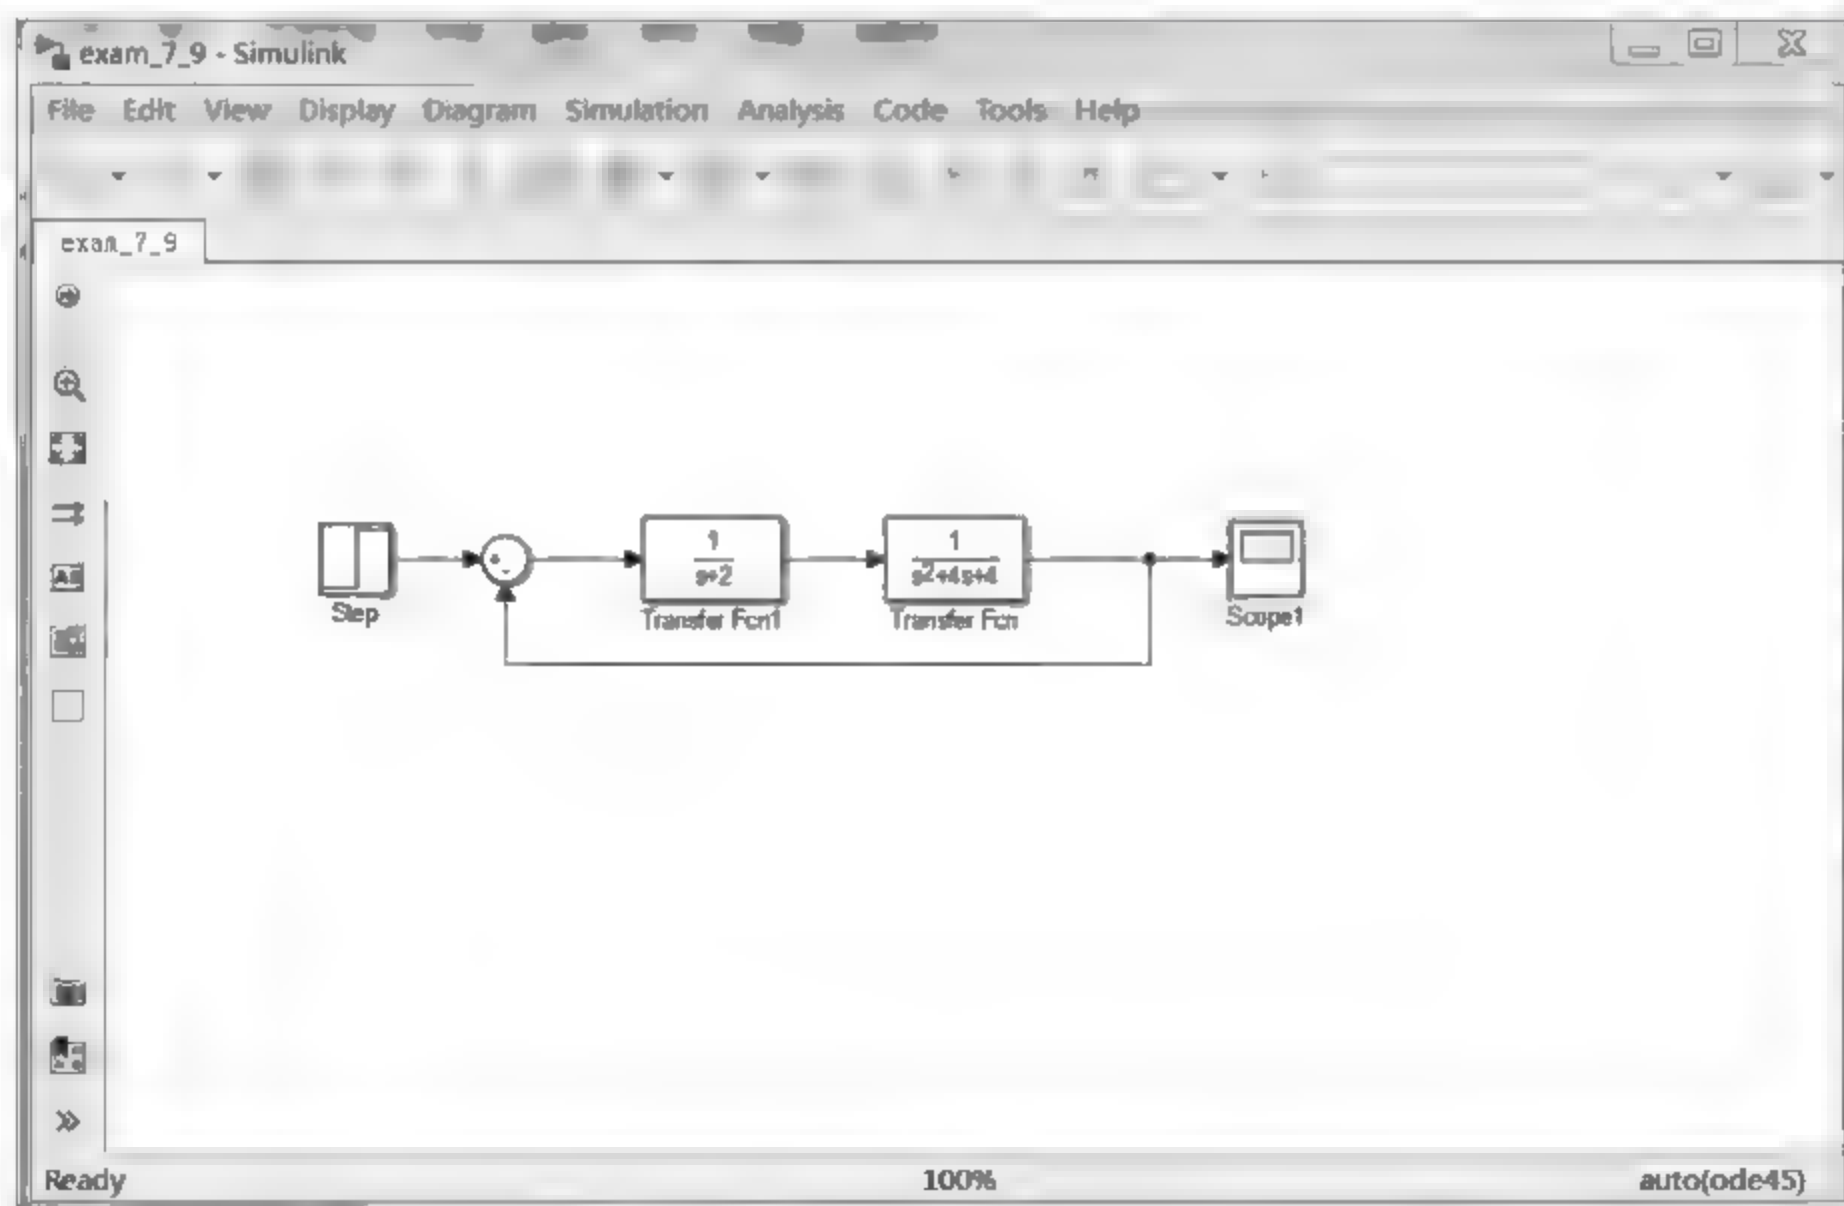 exam_7_9 - Simulink
File Edit View Display Diagram Simulation Analysis Code Tools Help
exam_7_9
1
s+2
1
s2+4s+4
Step
Transfer Fcn1
Transfer Fcn
Scope1
Ready
100%
auto(ode45)